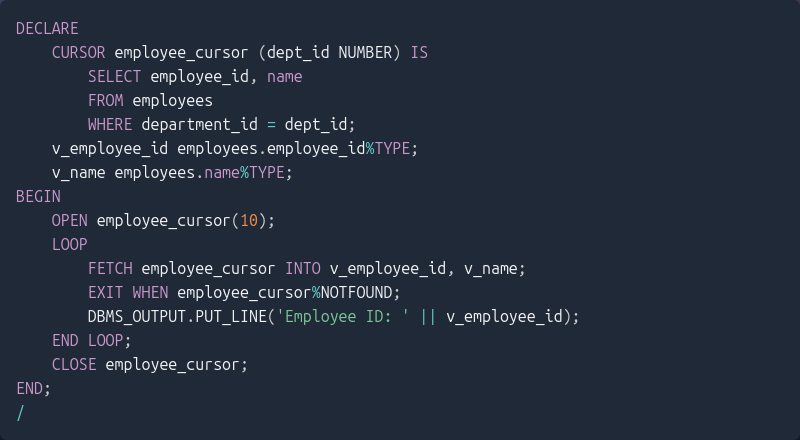 DECLARE
    CURSOR employee_cursor (dept_id NUMBER) IS
        SELECT employee_id, name
        FROM employees
        WHERE department_id = dept_id;
    v_employee_id employees.employee_id%TYPE;
    v_name employees.name%TYPE;
BEGIN
    OPEN employee_cursor(10);
    LOOP
        FETCH employee_cursor INTO v_employee_id, v_name;
        EXIT WHEN employee_cursor%NOTFOUND;
        DBMS_OUTPUT.PUT_LINE('Employee ID: ' || v_employee_id);
    END LOOP;
    CLOSE employee_cursor;
END;
/